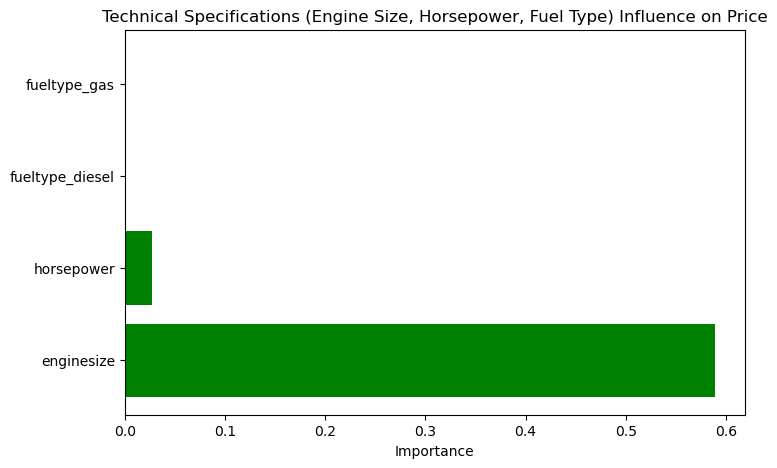 Technical Specifications (Engine Size, Horsepower, Fuel Type) Influence on Price
fueltype_gas
fueltype_diesel
horsepower
enginesize
0.0 0.1 0.2 0.3 0.4 0.5 0.6
Importance